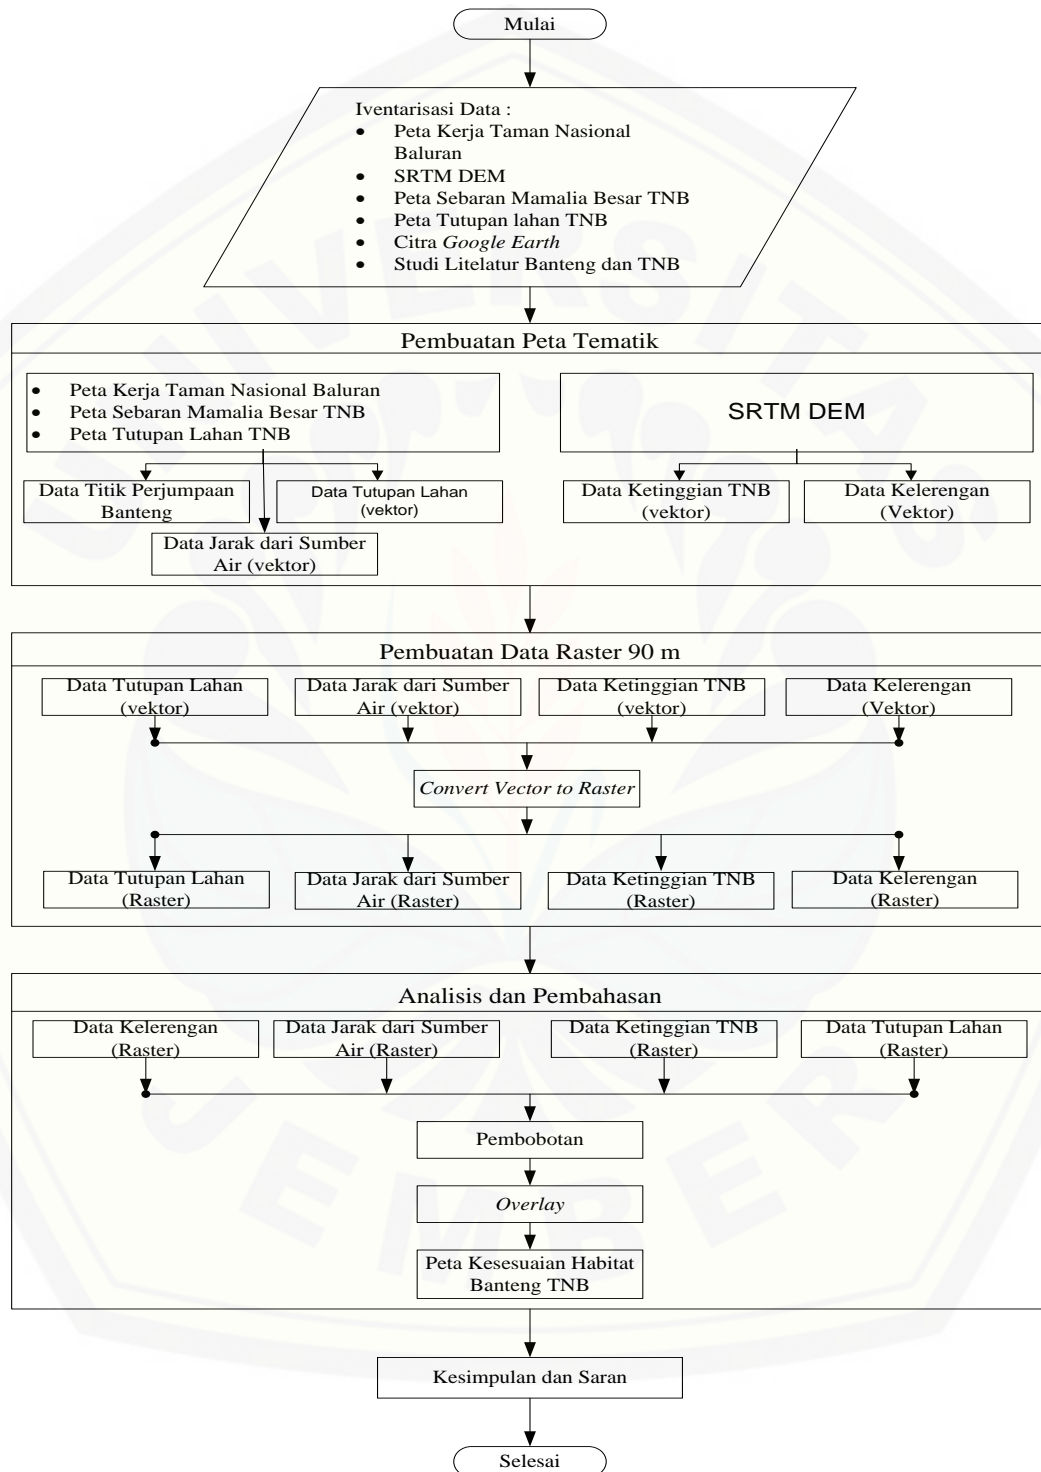 Mulai
Iventarisasi Data :
• Peta Kerja Taman Nasional
Baluran
• SRTM DEM
• Peta Sebaran Mamalia Besar TNB
• Peta Tutupan lahan TNB
• Citra Google Earth
• Studi Litelatur Banteng dan TNB
Pembuatan Peta Tematik
• Peta Kerja Taman Nasional Baluran
• Peta Sebaran Mamalia Besar TNB
• Peta Tutupan Lahan TNB
SRTM DEM
Data Titik Perjumpaan
Banteng
Data Tutupan Lahan
(vektor)
Data Jarak dari Sumber
Air (vektor)
Data Ketinggian TNB
(vektor)
Data Kelerengan
(Vektor)
Pembuatan Data Raster 90 m
Data Tutupan Lahan
(vektor)
Data Jarak dari Sumber
Air (vektor)
Data Ketinggian TNB
(vektor)
Data Kelerengan
(Vektor)
Convert Vector to Raster
Data Tutupan Lahan
(Raster)
Data Jarak dari Sumber
Air (Raster)
Data Ketinggian TNB
(Raster)
Data Kelerengan
(Raster)
Analisis dan Pembahasan
Data Kelerengan
(Raster)
Data Jarak dari Sumber
Air (Raster)
Data Ketinggian TNB
(Raster)
Data Tutupan Lahan
(Raster)
Pembobotan
Overlay
Peta Kesesuaian Habitat
Banteng TNB
Kesimpulan dan Saran
Selesai
UNIVERSITAS
JEMBER